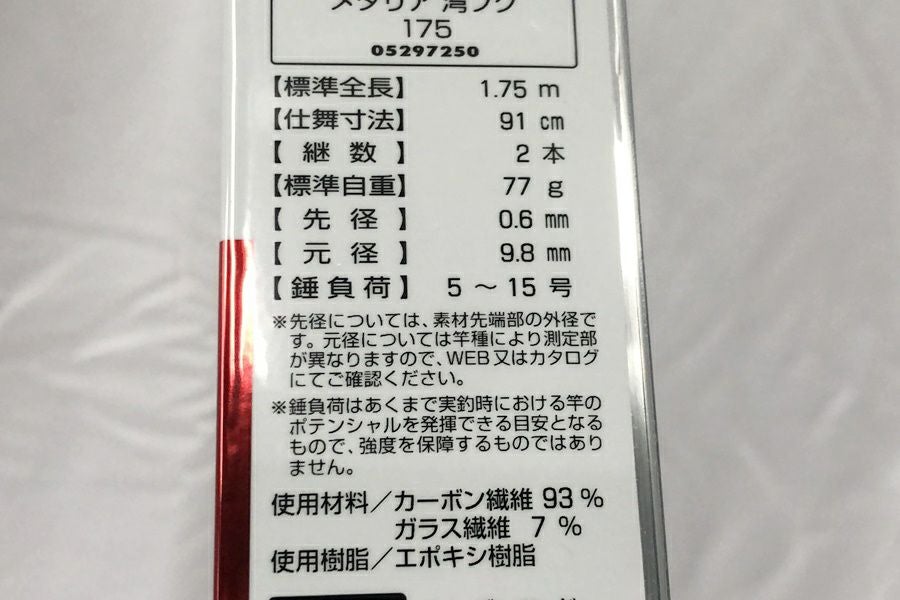 メタリア 湾フグ
175
05297250
【標準全長】 1.75 m
【仕舞寸法】 91 cm
【継数】 2 本
【標準自重】 77 g
【先径】 0.6 mm
【元径】 9.8 mm
【錘負荷】 5 ～ 15 号
※先径については、素材先端部の外径で
す。元径については竿種により測定部
が異なりますので、WEB又はカタログ
にてご確認ください。
※錘負荷はあくまで実釣時における竿の
ポテンシャルを発揮できる目安となる
もので、強度を保障するものではあり
ません。
使用材料／カーボン繊維 93 %
ガラス繊維 7 %
使用樹脂／エポキシ樹脂